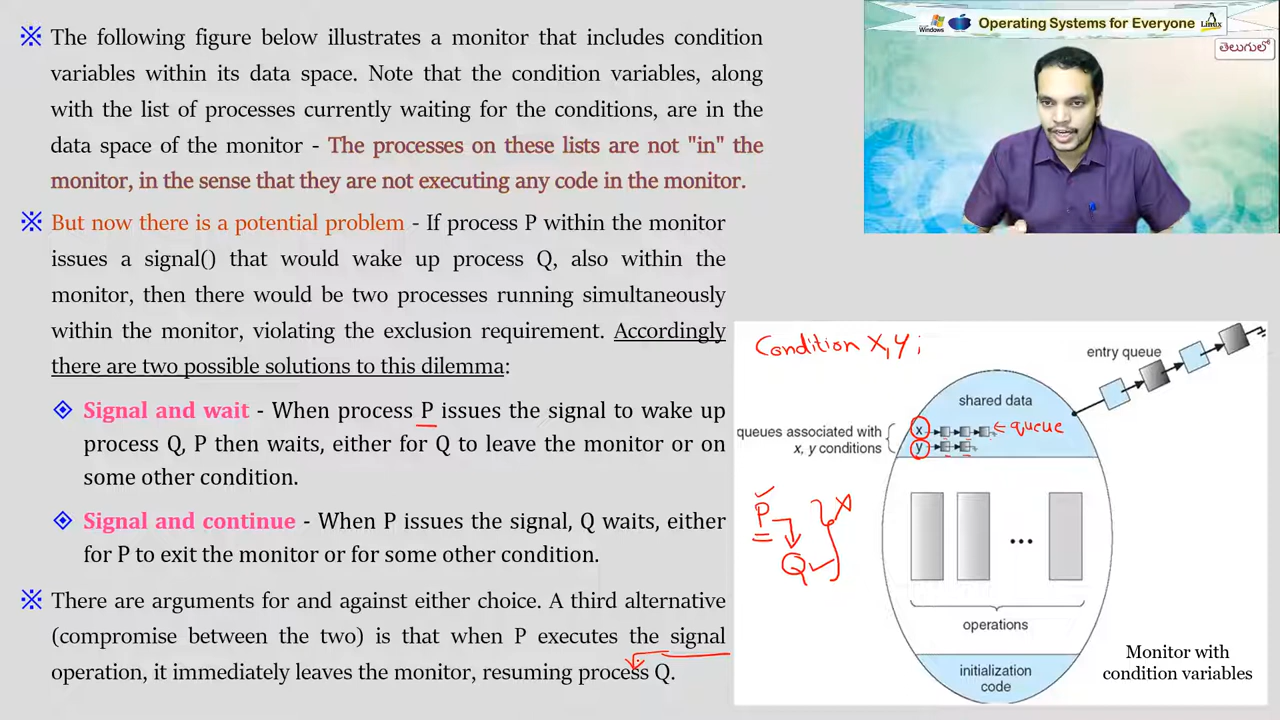 ※ The following figure below illustrates a monitor that includes condition
variables within its data space. Note that the condition variables, along
with the list of processes currently waiting for the conditions, are in the
data space of the monitor - The processes on these lists are not "in" the
monitor, in the sense that they are not executing any code in the monitor.
※ But now there is a potential problem - If process P within the monitor
issues a signal() that would wake up process Q, also within the
monitor, then there would be two processes running simultaneously
within the monitor, violating the exclusion requirement. Accordingly
there are two possible solutions to this dilemma:
Signal and wait - When process P issues the signal to wake up
process Q, P then waits, either for Q to leave the monitor or on
some other condition.
Signal and continue - When P issues the signal, Q waits, either
for P to exit the monitor or for some other condition.
※ There are arguments for and against either choice. A third alternative
(compromise between the two) is that when P executes the signal
operation, it immediately leaves the monitor, resuming process Q.
Windows
Operating Systems for Everyone
Linux
తెలుగులో
Condition X, Y ;
entry queue
shared data
queues associated with
x, y conditions
x
y
queue
P
Q
X
...
operations
initialization
code
Monitor with
condition variables